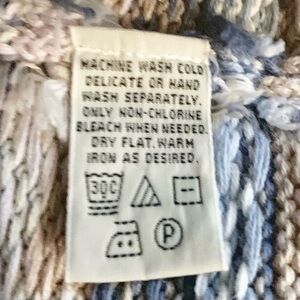 MACHINE WASH COLD
DELICATE OR HAND
WASH SEPARATELY.
ONLY NON-CHLORINE
BLEACH WHEN NEEDED.
DRY FLAT. WARM
IRON AS DESIRED.
30C
P